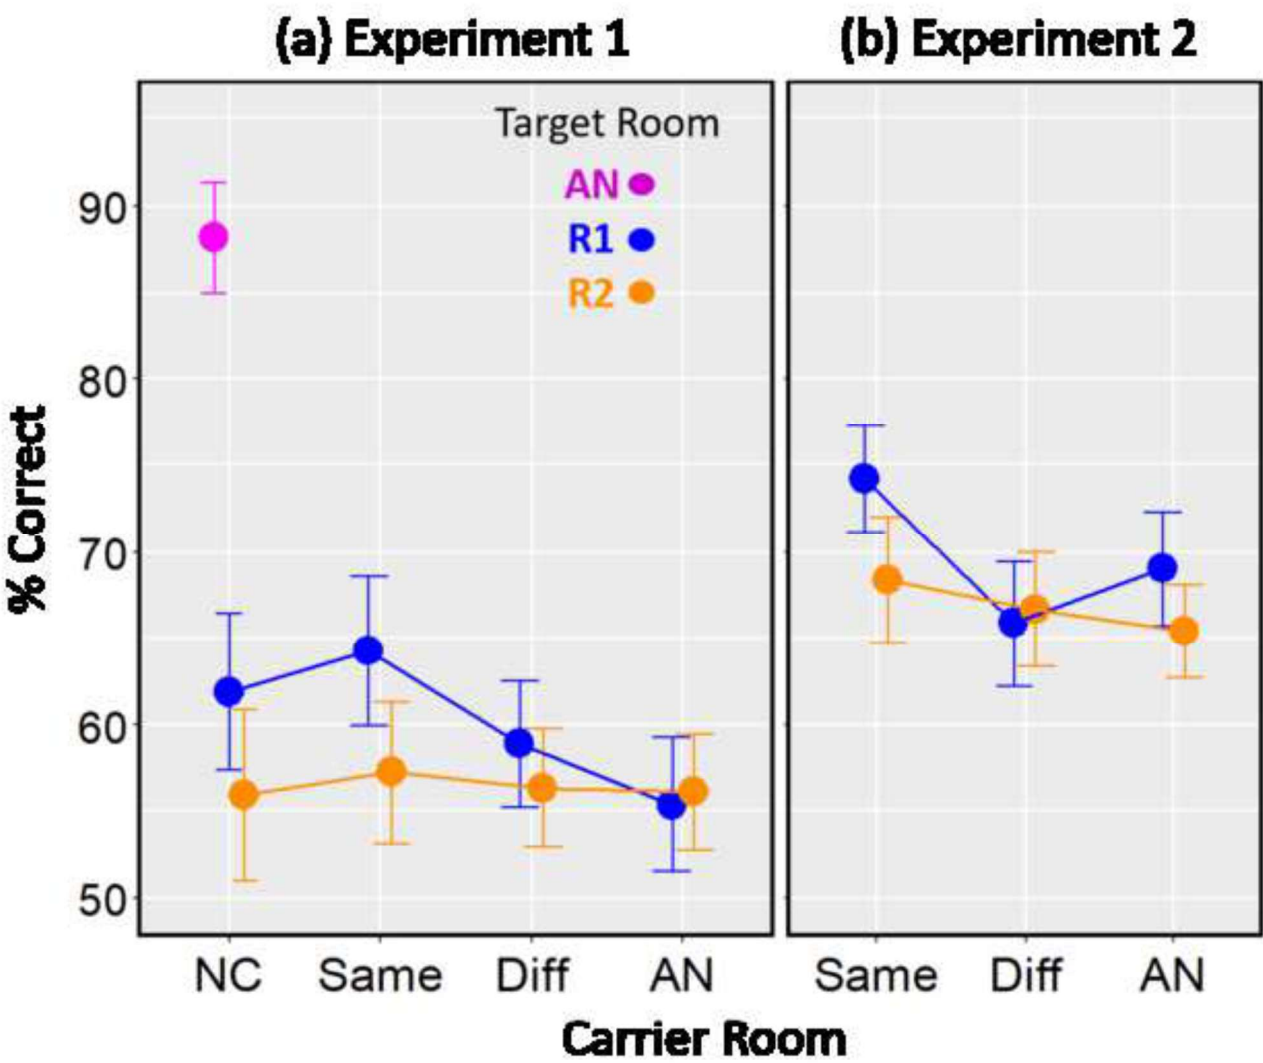 (a) Experiment 1
(b) Experiment 2
Target Room
AN
R1
R2
90
80
70
60
50
% Correct
NC Same Diff AN
Same Diff AN
Carrier Room